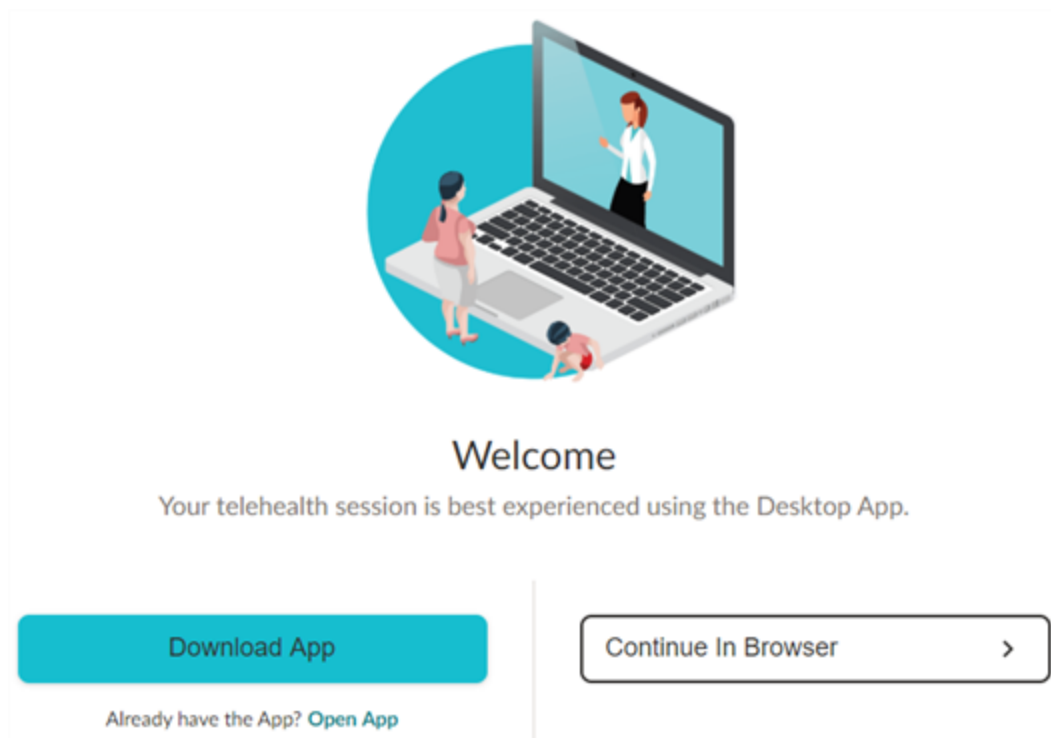 Welcome
Your telehealth session is best experienced using the Desktop App.
Download App
Already have the App? Open App
Continue In Browser